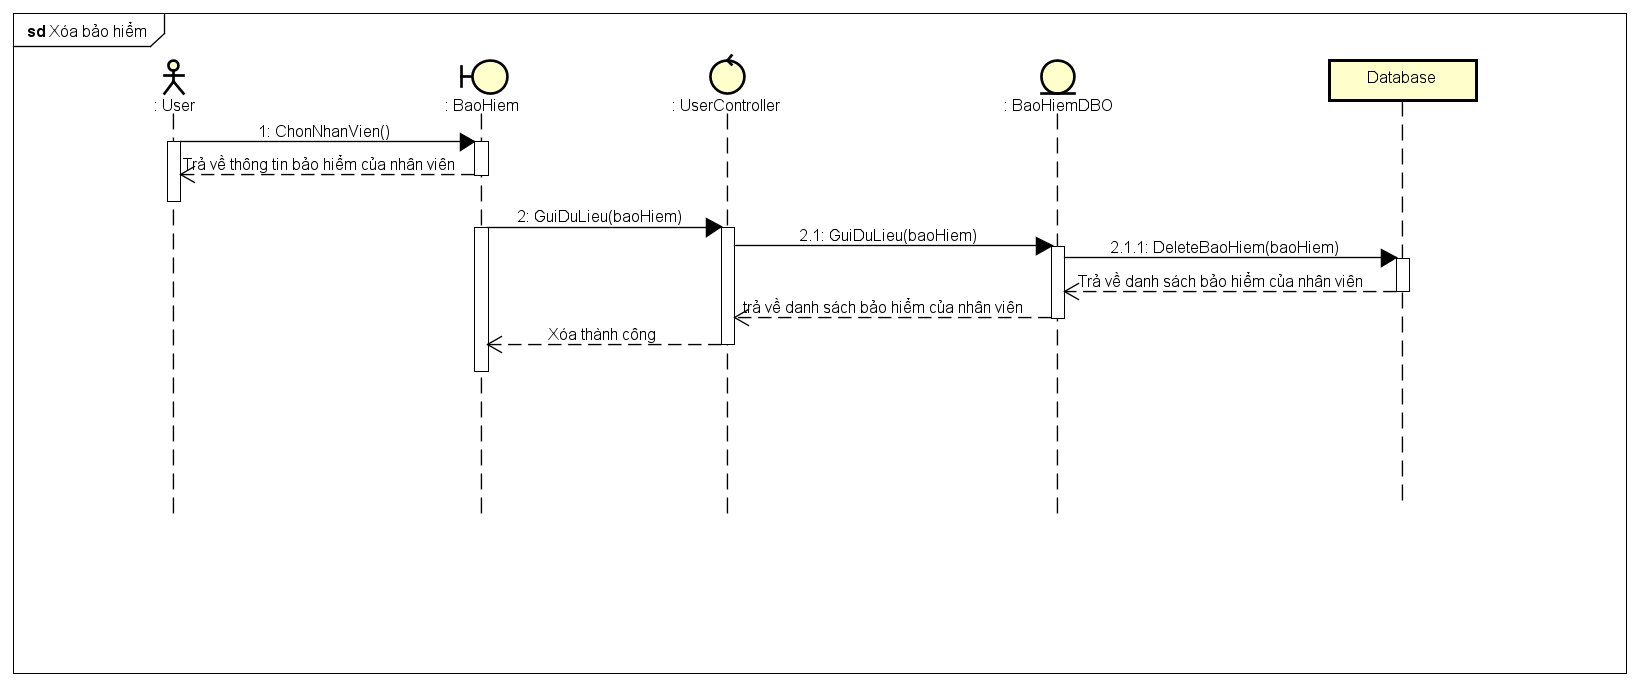 sd Xóa bảo hiểm
: User
: BaoHiem
: UserController
: BaoHiemDBO
Database
1: ChonNhanVien()
Trả về thông tin bảo hiểm của nhân viên
2: GuiDuLieu(baoHiem)
2.1: GuiDuLieu(baoHiem)
2.1.1: DeleteBaoHiem(baoHiem)
Trả về danh sách bảo hiểm của nhân viên
trả về danh sách bảo hiểm của nhân viên
Xóa thành công